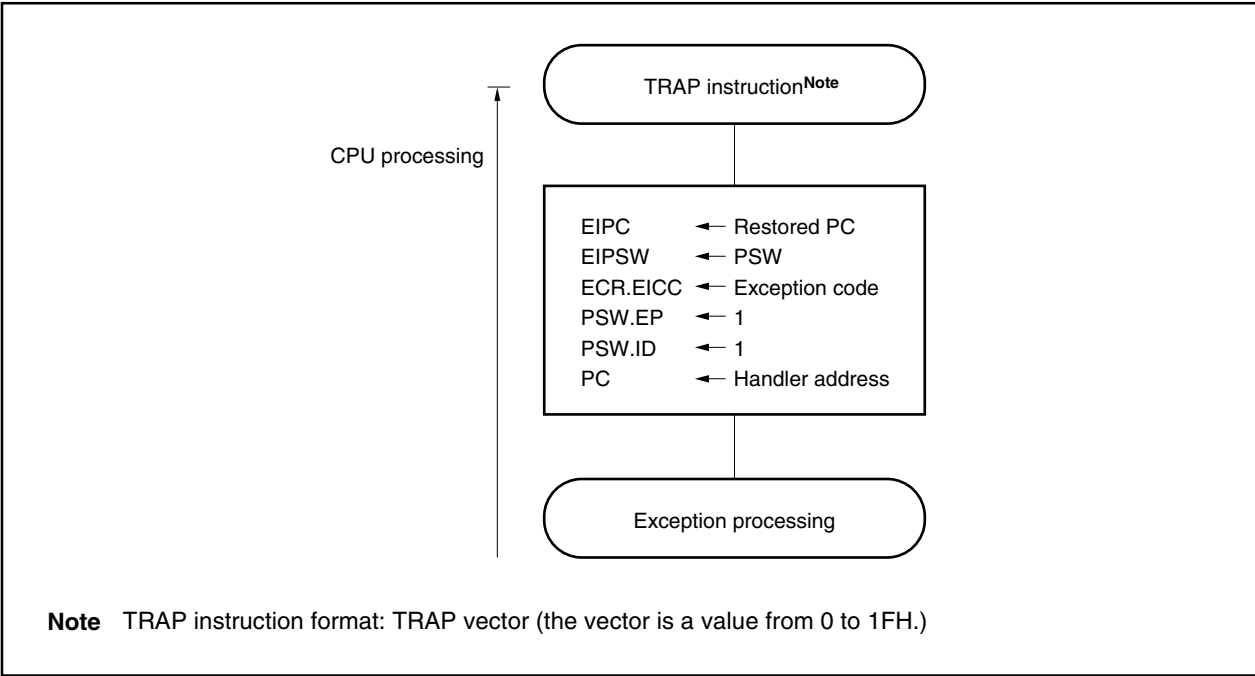 TRAP instructionNote
CPU processing
EIPC ← Restored PC
EIPSW ← PSW
ECR.EICC ← Exception code
PSW.EP ← 1
PSW.ID ← 1
PC ← Handler address
Exception processing
Note TRAP instruction format: TRAP vector (the vector is a value from 0 to 1FH.)